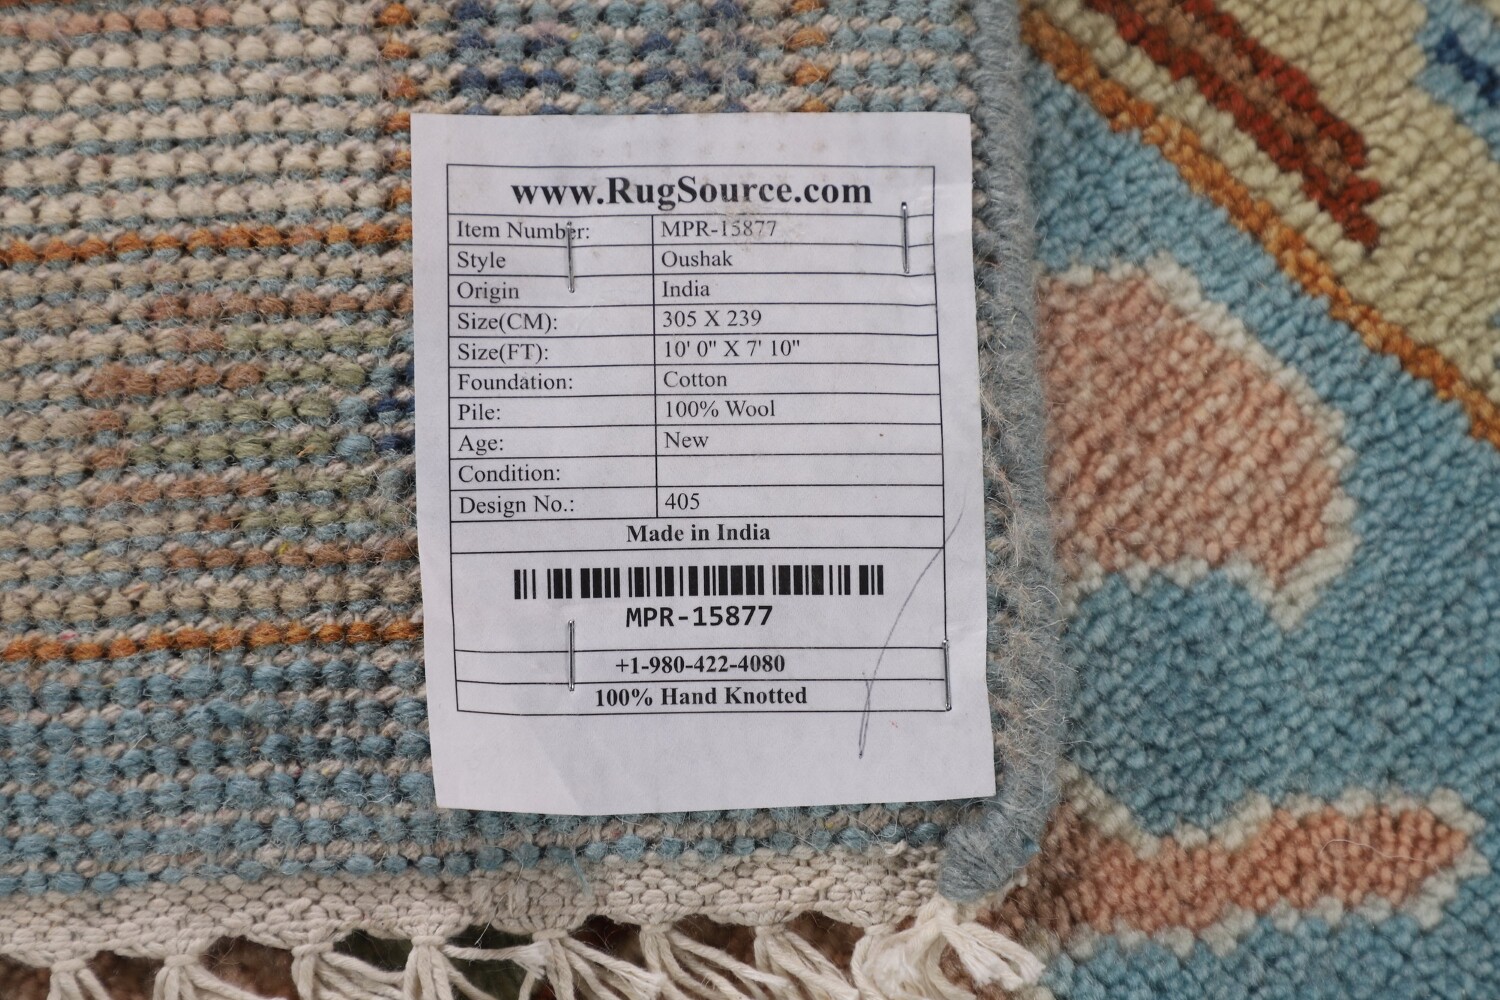 www.RugSource.com
Item Number: MPR-15877
Style Oushak
Origin India
Size(CM): 305 X 239
Size(FT): 10' 0" X 7' 10"
Foundation: Cotton
Pile: 100% Wool
Age: New
Condition:
Design No.: 405
Made in India
MPR-15877
+1-980-422-4080
100% Hand Knotted